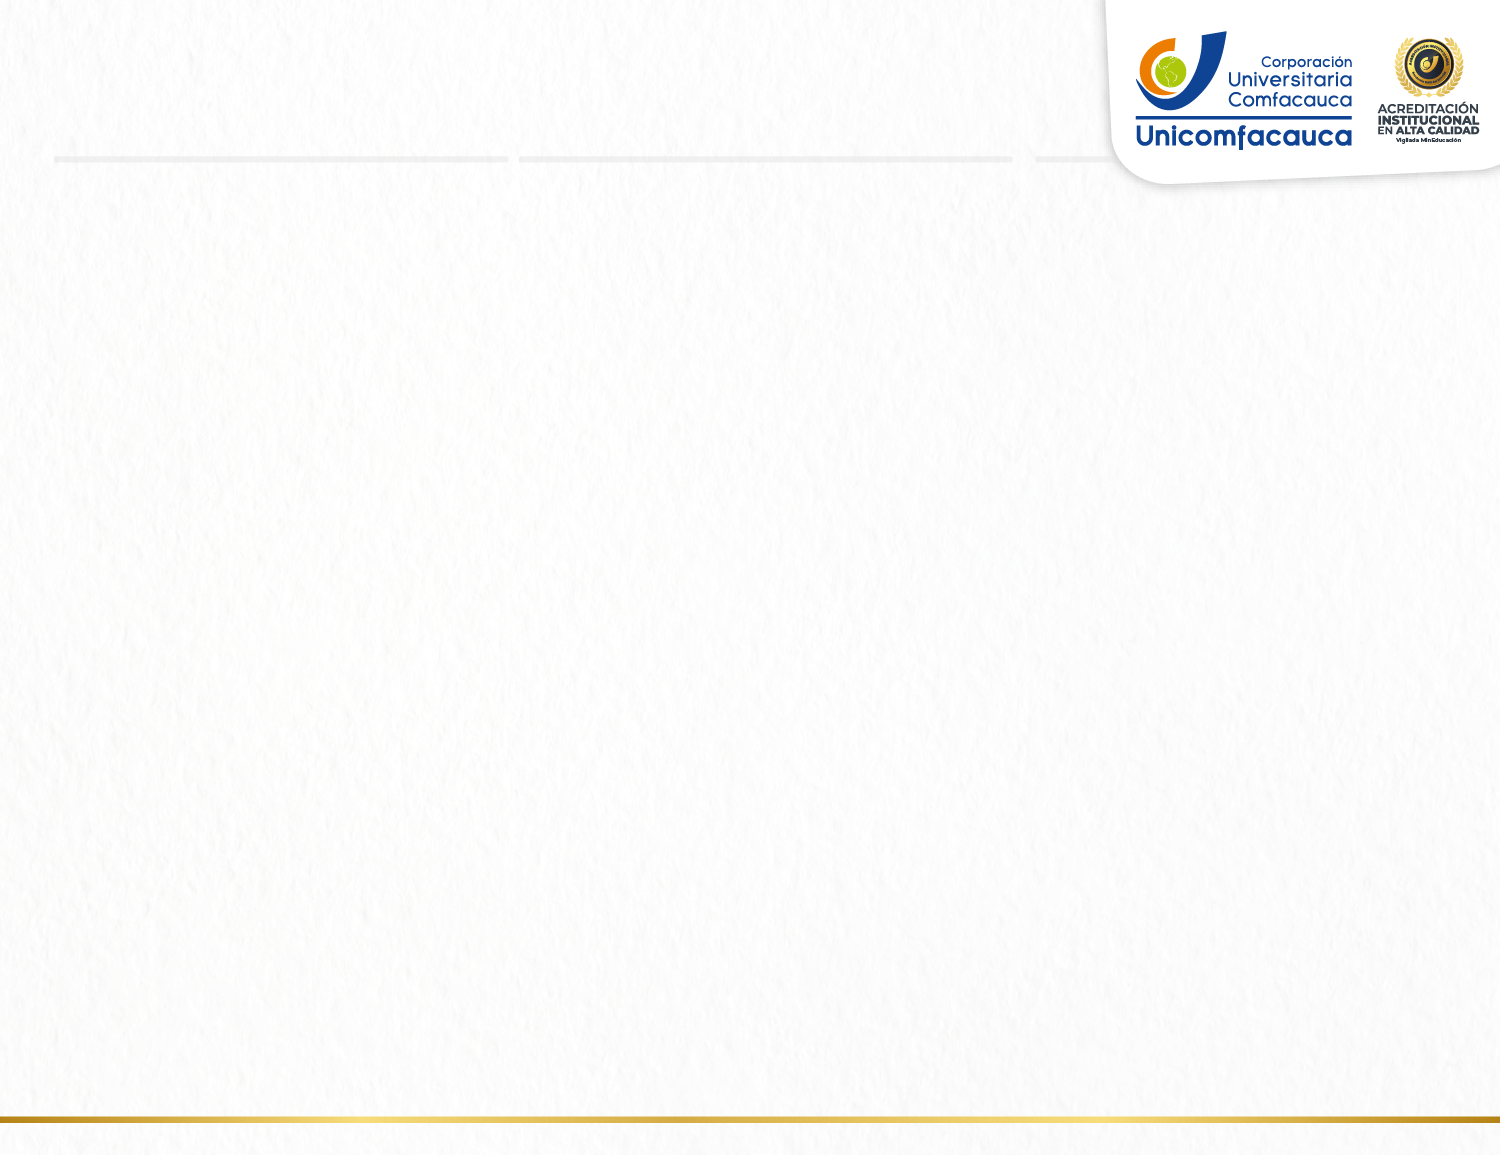 Corporación
Universitaria
Comfacauca
Unicomfacauca
ACREDITACIÓN
INSTITUCIONAL
EN ALTA CALIDAD
Vigilada MinEducación